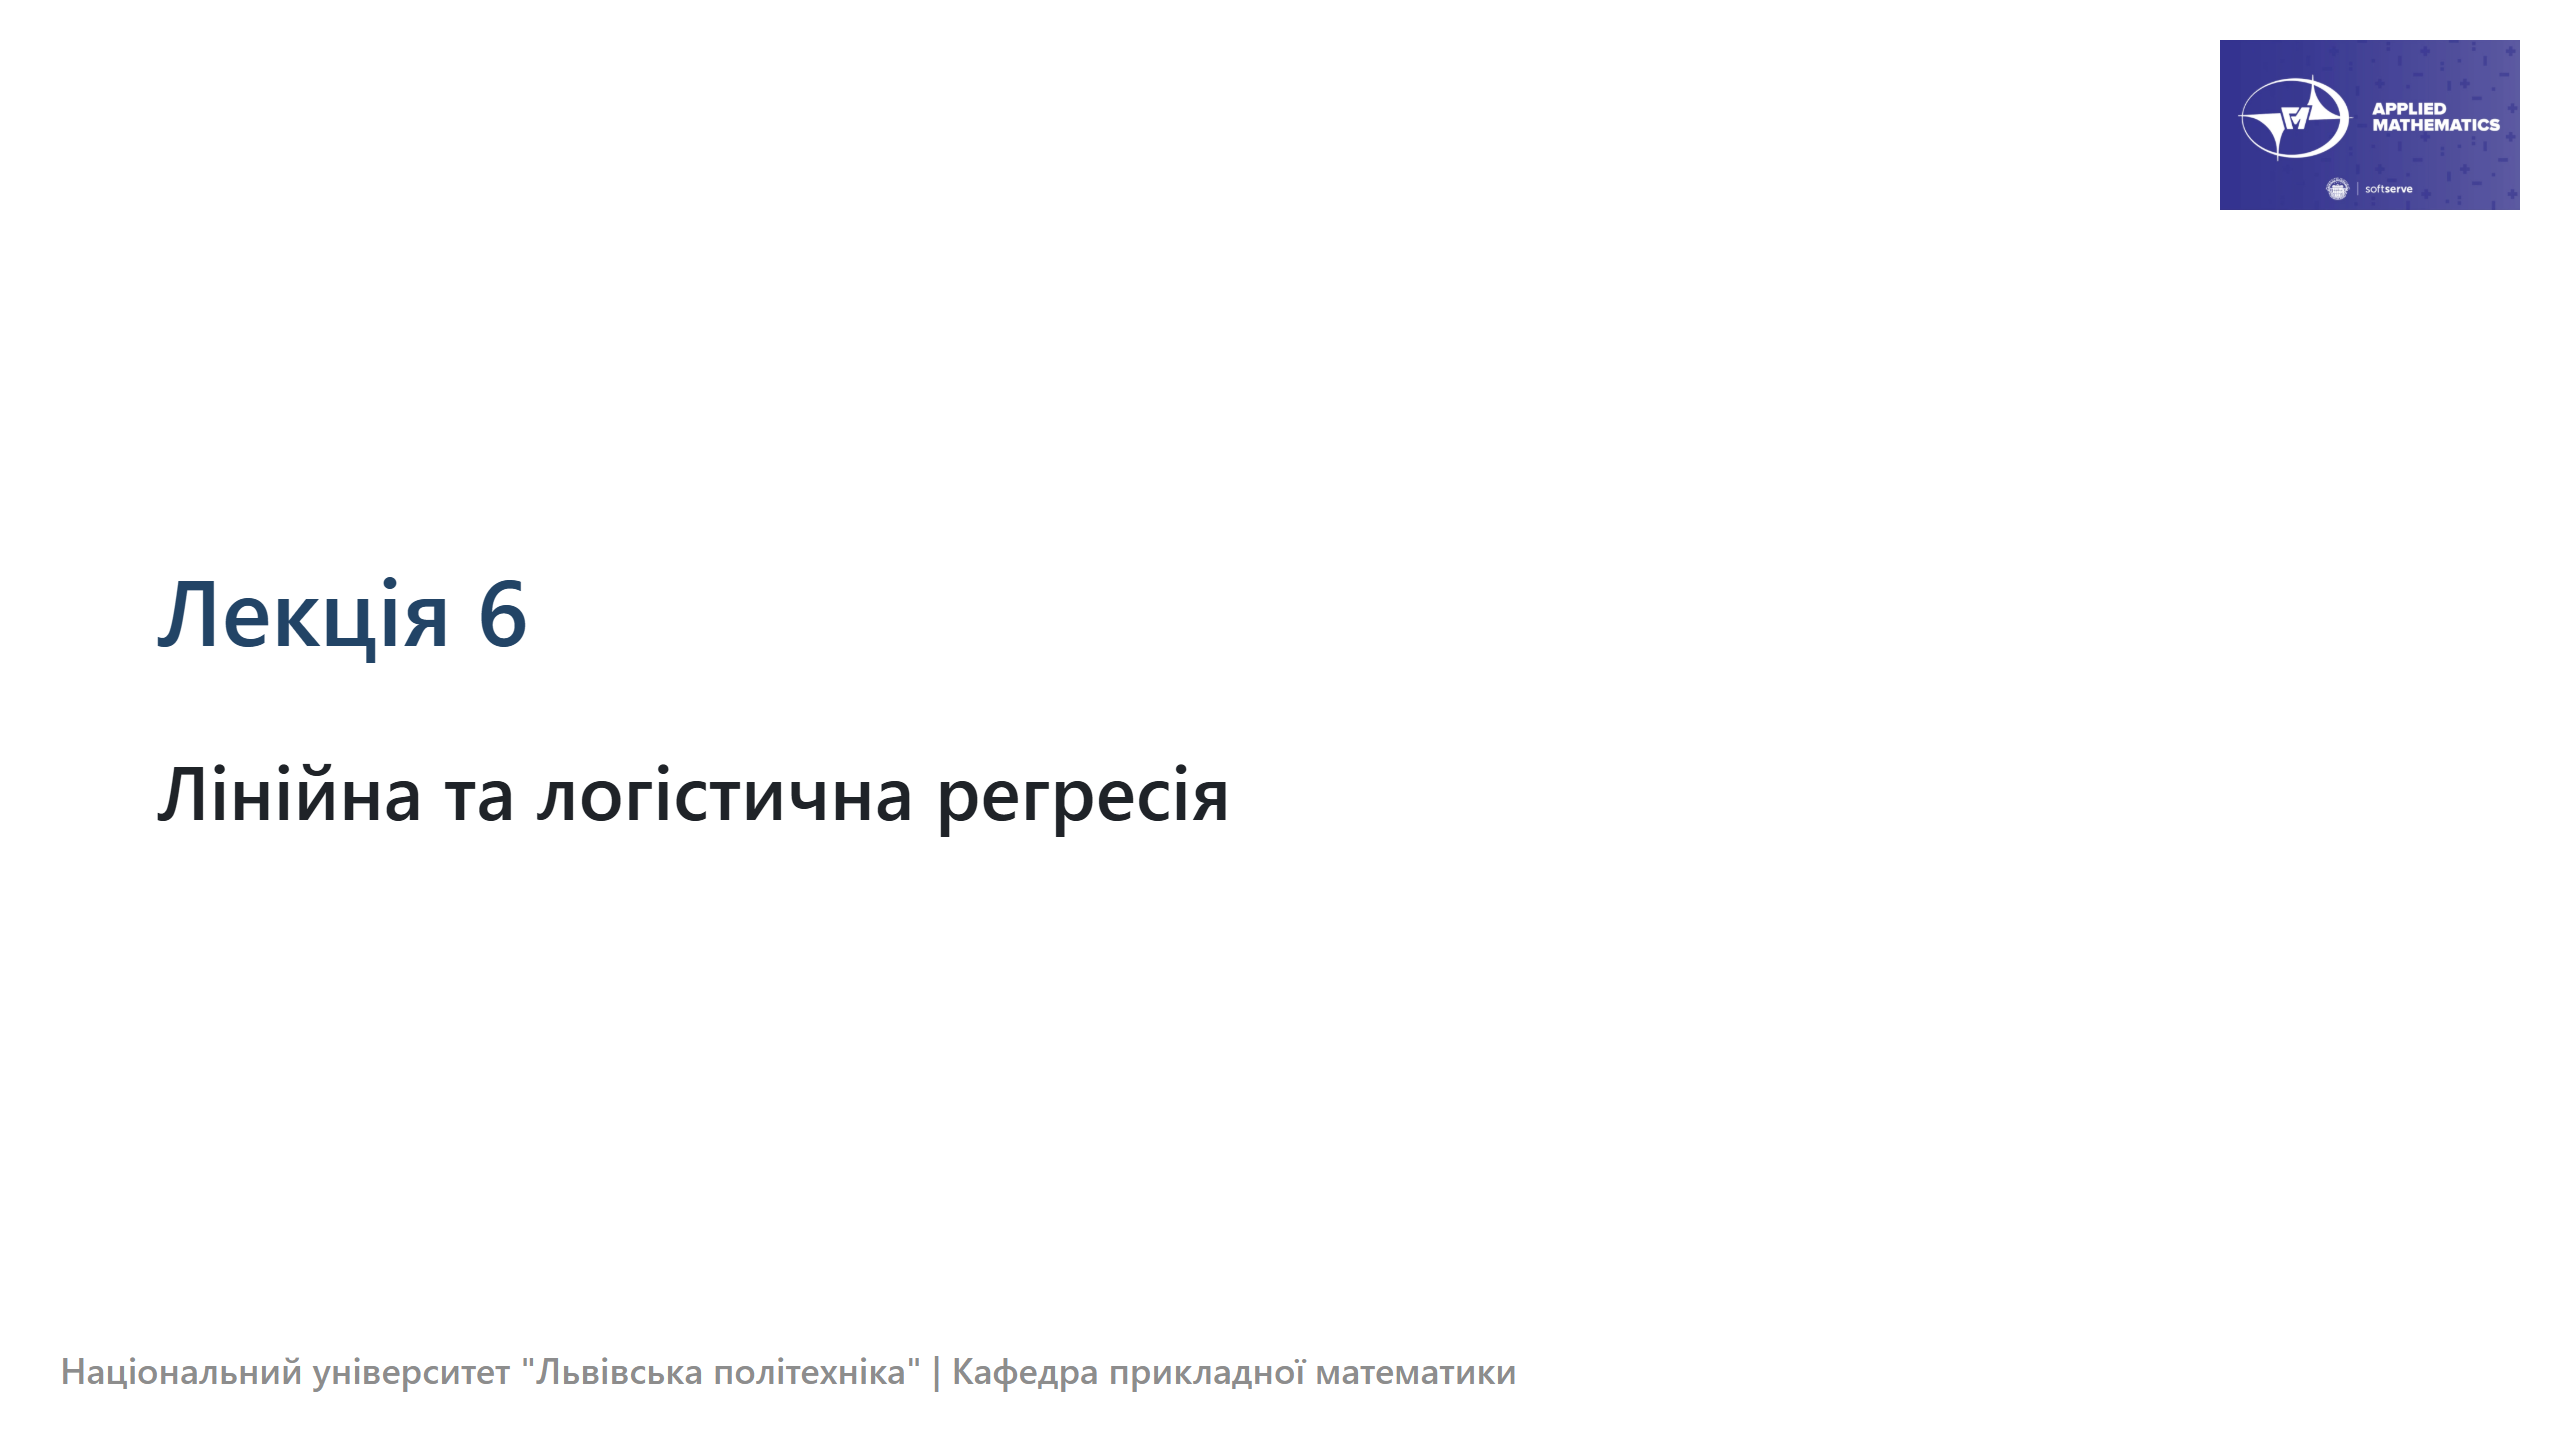 APPLIED
MATHEMATICS
softserve
Лекція 6
Лінійна та логістична регресія
Національний університет "Львівська політехніка" | Кафедра прикладної математики